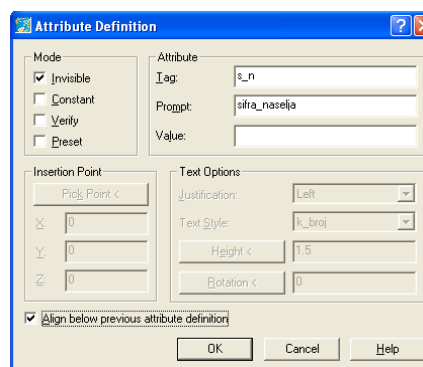 Attribute Definition
Mode
Invisible
Constant
Verify
Preset
Attribute
Tag: s_n
Prompt: sifra_naselja
Value:
Insertion Point
Pick Point <
X: 0
Y: 0
Z: 0
Text Options
Justification: Left
Text Style: k_broj
Height < 1.5
Rotation < 0
Align below previous attribute definition
OK Cancel Help